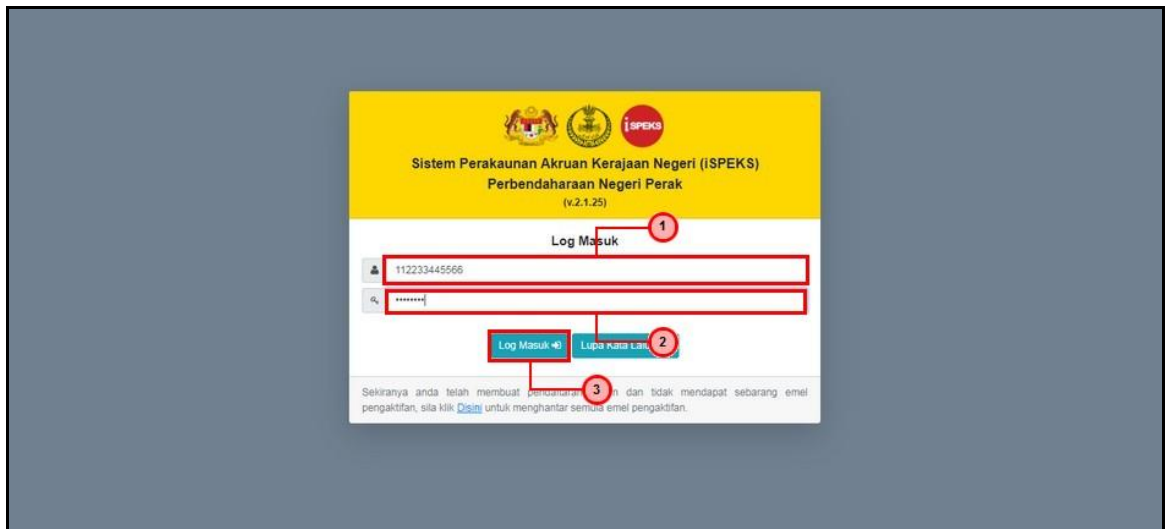 iSPEKS
Sistem Perakaunan Akruan Kerajaan Negeri (iSPEKS)
Perbendaharaan Negeri Perak
(v.2.1.25)
1
Log Masuk
112233445566
********
Log Masuk
Lupa Kata
2
3
Sekiranya anda telah membuat dan tidak mendapat sebarang emel
pengaktifan, sila klik Disini untuk menghantar semula emel pengaktifan.